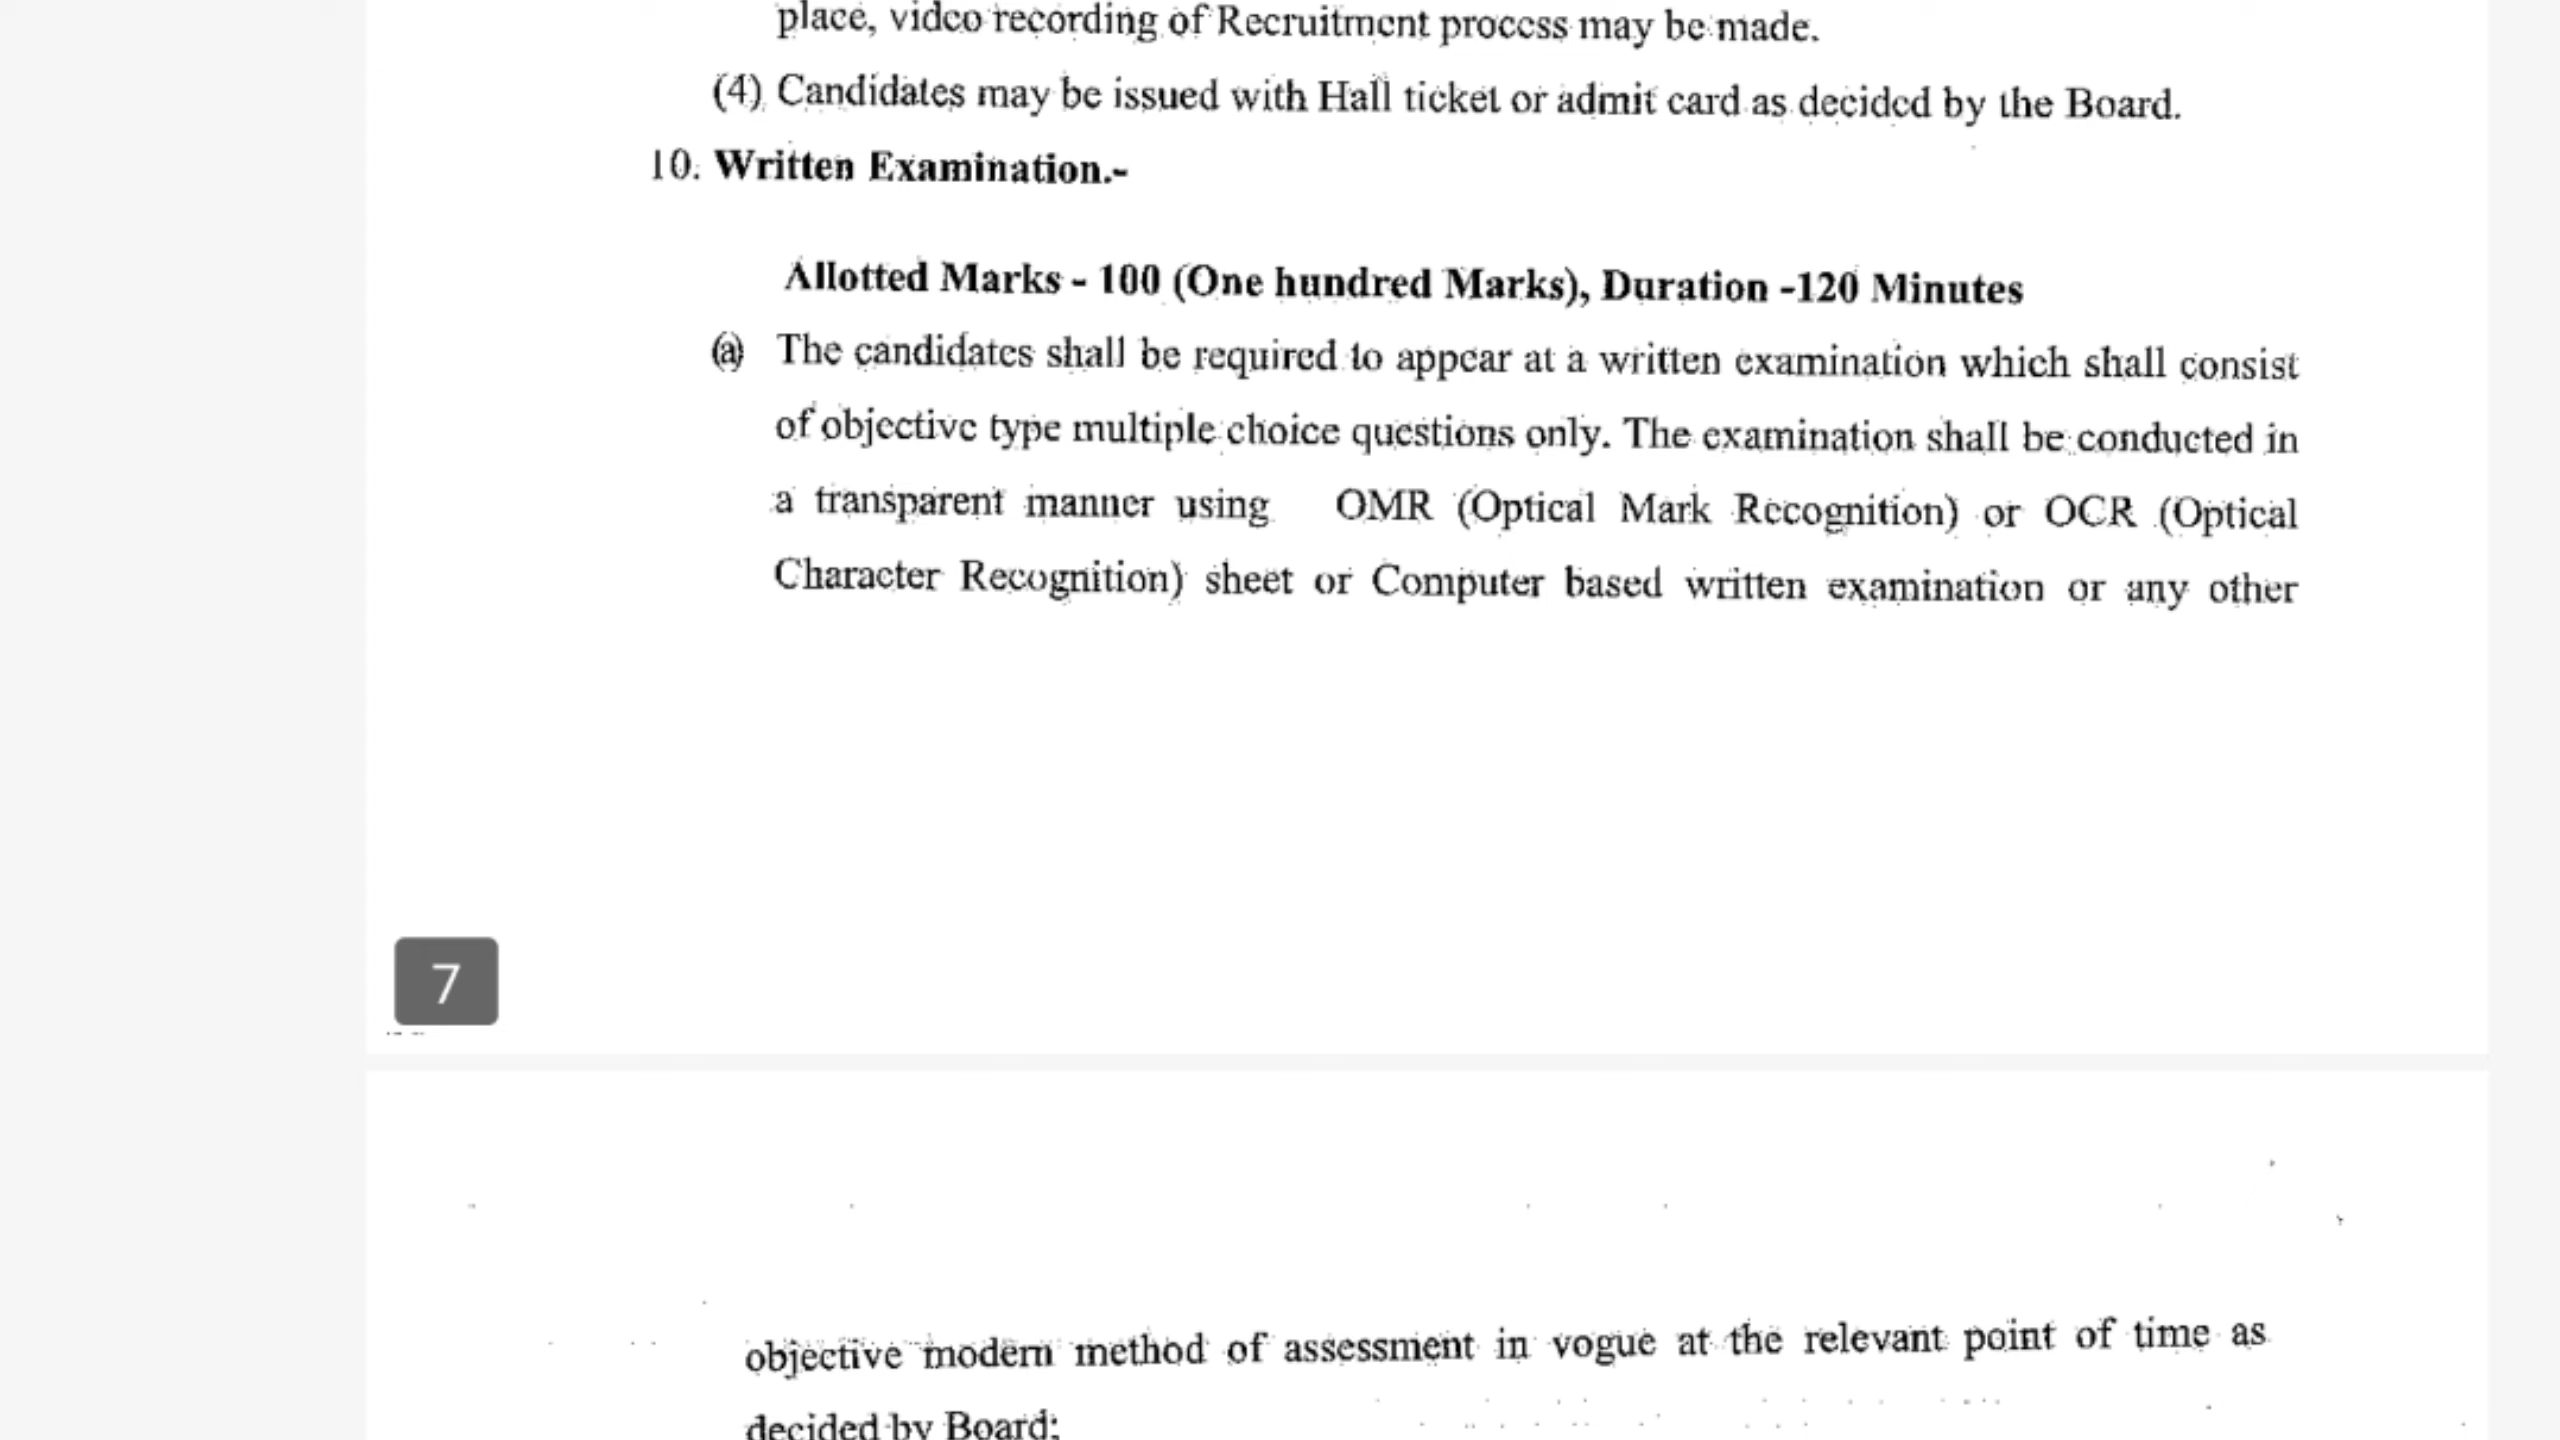 place, video recording of Recruitment process may be made.
(4) Candidates may be issued with Hall ticket or admit card as decided by the Board.
10. Written Examination.-
Allotted Marks - 100 (One hundred Marks), Duration -120 Minutes
(a) The candidates shall be required to appear at a written examination which shall consist
of objective type multiple choice questions only. The examination shall be conducted in
a transparent manner using OMR (Optical Mark Recognition) or OCR (Optical
Character Recognition) sheet or Computer based written examination or any other
7
objective modern method of assessment in vogue at the relevant point of time as
decided by Board;